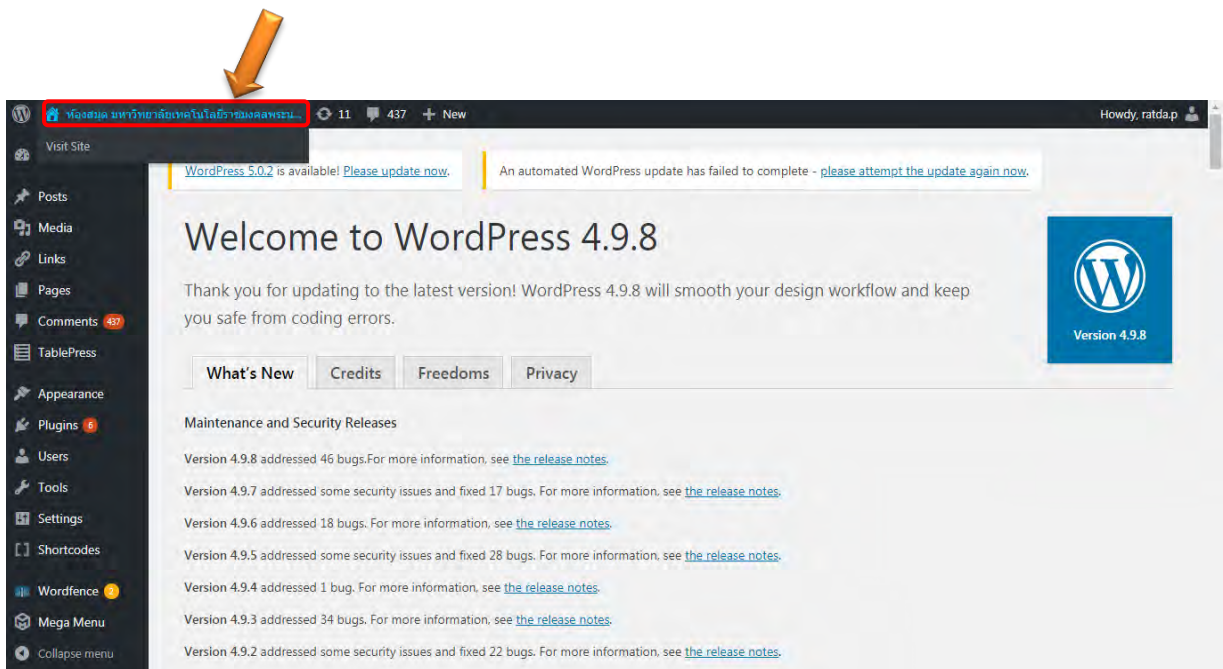 ห้องสมุด มหาวิทยาลัยเทคโนโลยีราชมงคลพระน... 11 437 + New Howdy, ratda.p
Visit Site
WordPress 5.0.2 is available! Please update now.
An automated WordPress update has failed to complete - please attempt the update again now.
Posts
Media
Links
Pages
Comments 437
TablePress
Appearance
Plugins 6
Users
Tools
Settings
Shortcodes
Wordfence 2
Mega Menu
Collapse menu
Welcome to WordPress 4.9.8
Thank you for updating to the latest version! WordPress 4.9.8 will smooth your design workflow and keep
you safe from coding errors.
Version 4.9.8
What's New Credits Freedoms Privacy
Maintenance and Security Releases
Version 4.9.8 addressed 46 bugs.For more information, see the release notes.
Version 4.9.7 addressed some security issues and fixed 17 bugs. For more information, see the release notes.
Version 4.9.6 addressed 18 bugs. For more information, see the release notes.
Version 4.9.5 addressed some security issues and fixed 28 bugs. For more information, see the release notes.
Version 4.9.4 addressed 1 bug. For more information, see the release notes.
Version 4.9.3 addressed 34 bugs. For more information, see the release notes.
Version 4.9.2 addressed some security issues and fixed 22 bugs. For more information, see the release notes.